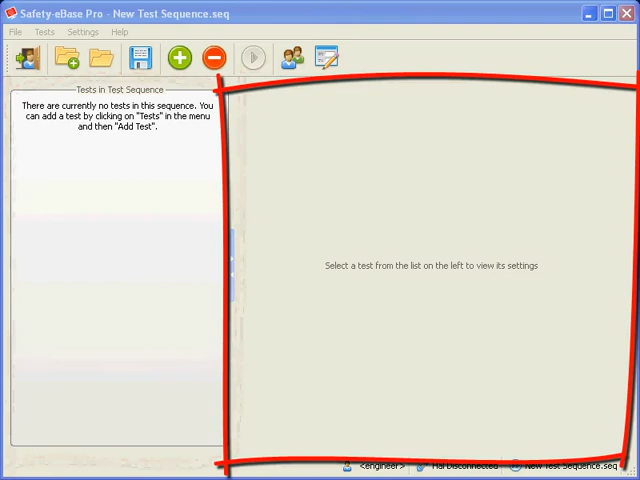 Safety-eBase Pro - New Test Sequence.seq
File Tests Settings Help
Tests in Test Sequence
There are currently no tests in this sequence. You
can add a test by clicking on "Tests" in the menu
and then "Add Test".
Select a test from the list on the left to view its settings
<engineer> Hal Disconnected New Test Sequence.seq